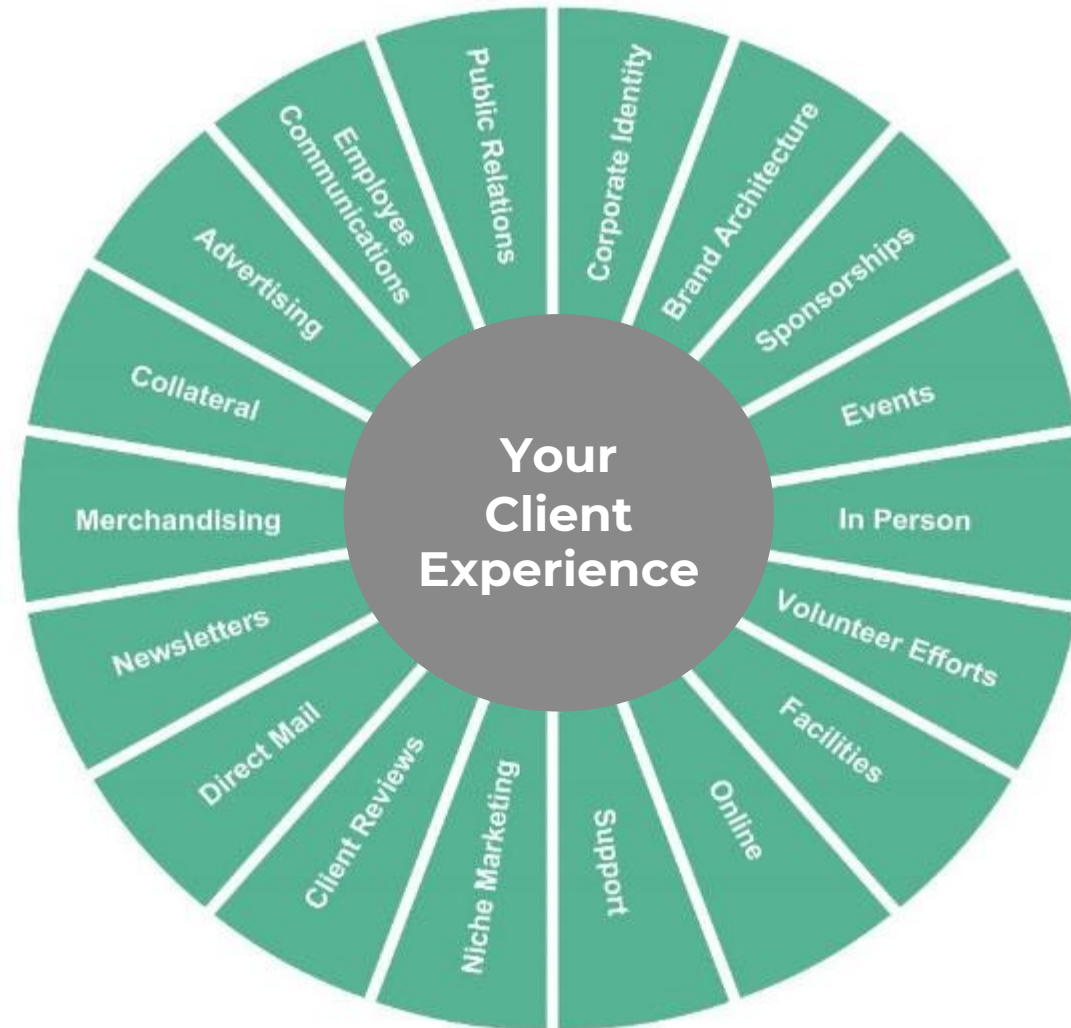 Your
Client
Experience
Corporate Identity
Brand Architecture
Sponsorships
Events
In Person
Volunteer Efforts
Facilities
Online
Support
Niche Marketing
Client Reviews
Direct Mail
Newsletters
Merchandising
Collateral
Advertising
Employee
Communications
Public Relations